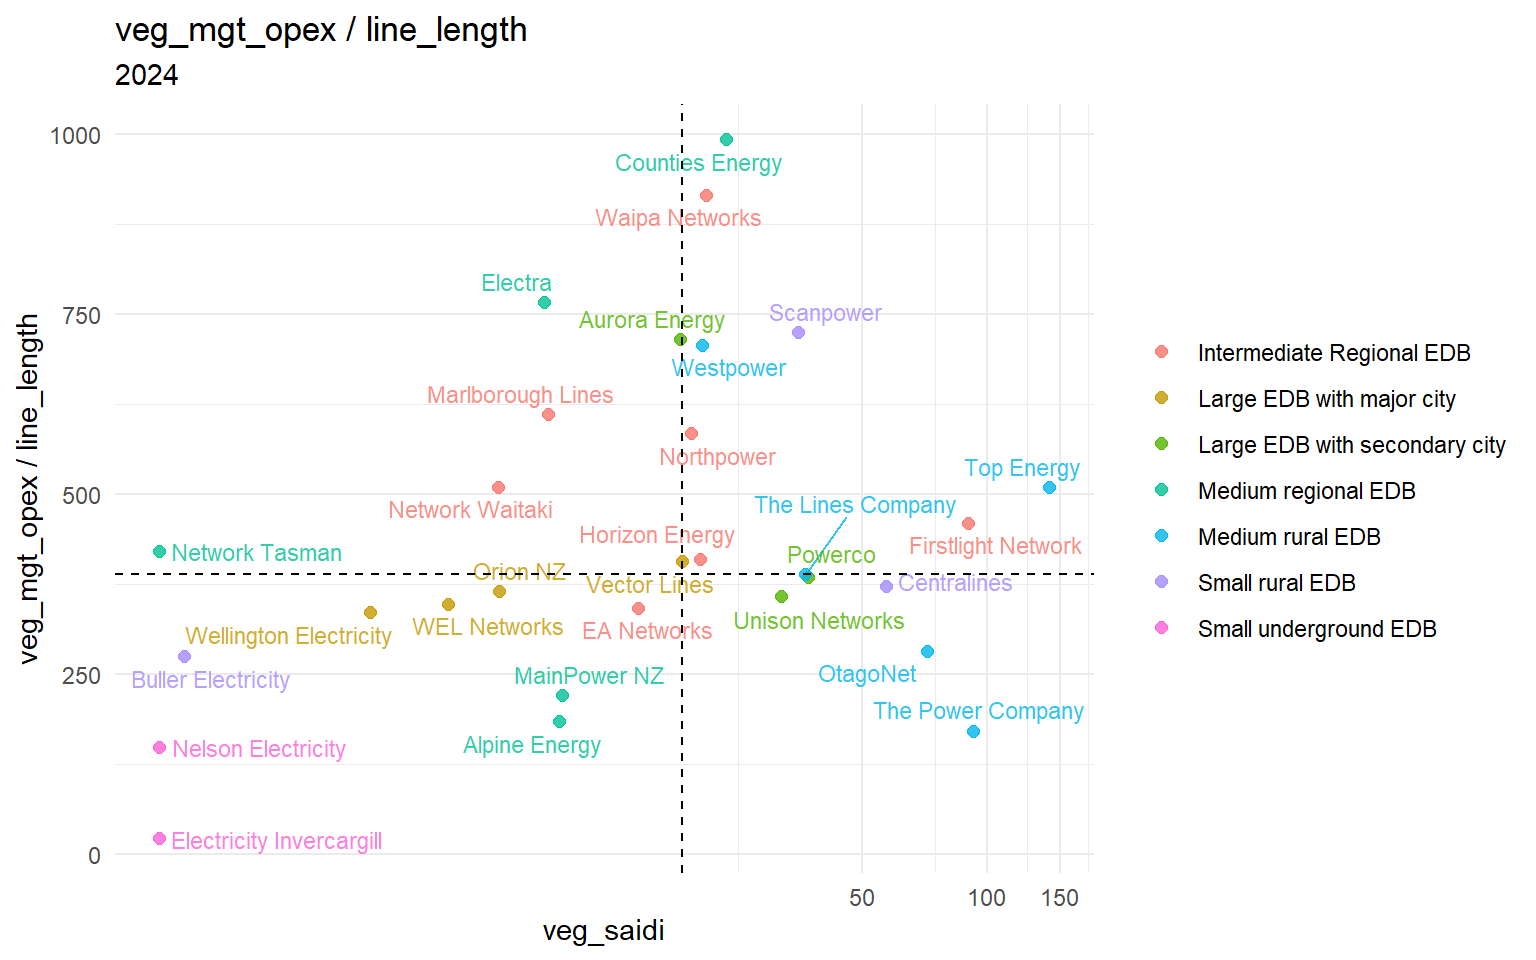 veg_mgt_opex / line_length
2024
1000
Counties Energy
Waipa Networks
Electra
750
Scanpower
Aurora Energy
Westpower
Intermediate Regional EDB
Marlborough Lines
Large EDB with major city
Large EDB with secondary city
Northpower
Top Energy
500
Medium regional EDB
The Lines Company
Network Waitaki
Horizon Energy
Medium rural EDB
Firstlight Network
Network Tasman
Powerco
Orion NZ
Vector Lines
Centralines
Small rural EDB
veg_mgt_opex / line_length
Unison Networks
WEL Networks
EA Networks
Small underground EDB
Wellington Electricity
250
MainPower NZ
OtagoNet
Buller Electricity
The Power Company
Alpine Energy
Nelson Electricity
Electricity Invercargill
0
50
100
150
veg_saidi